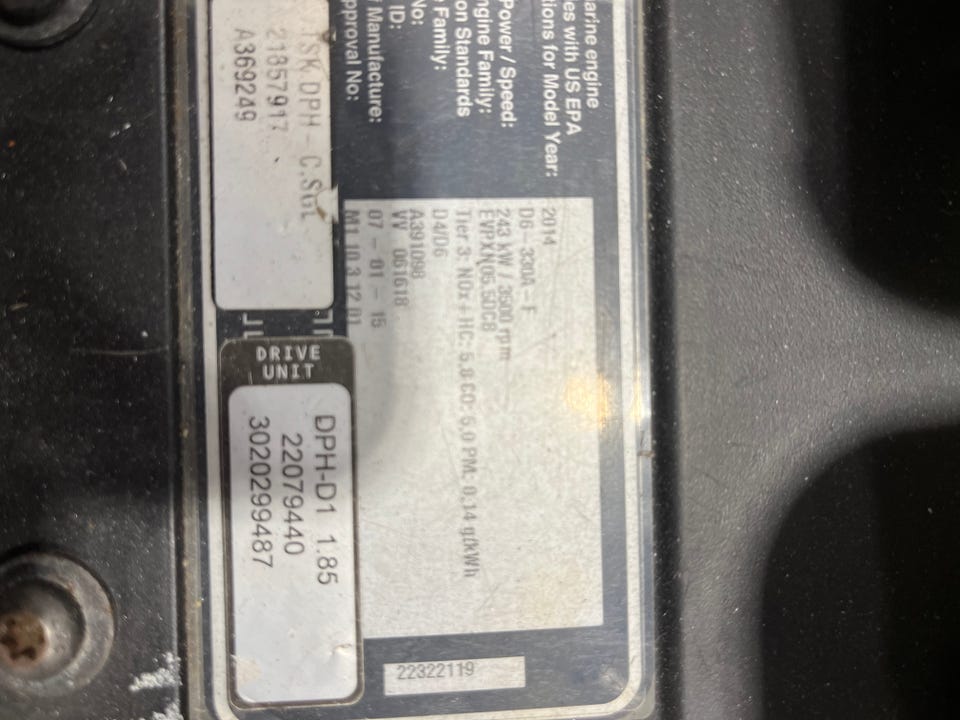 arine engine
es with US EPA
tions for Model Year:
2014
D6-330A-F
Power / Speed:
243 kW / 3500 rpm
ngine Family:
EVPXN05.50CB
on Standards
Tier 3: NOx+HC: 5.8 CO: 5.0 PM: 0.14 g/kWh
Family:
D4/D6
No:
A391098
ID:
VV 061618
f Manufacture:
07-01-15
pproval No:
M1.10.3.12.01
22322119
TSK DPH-C.SGL
21857917
A369249
DRIVE
UNIT
DPH-D1 1.85
22079440
3020299487